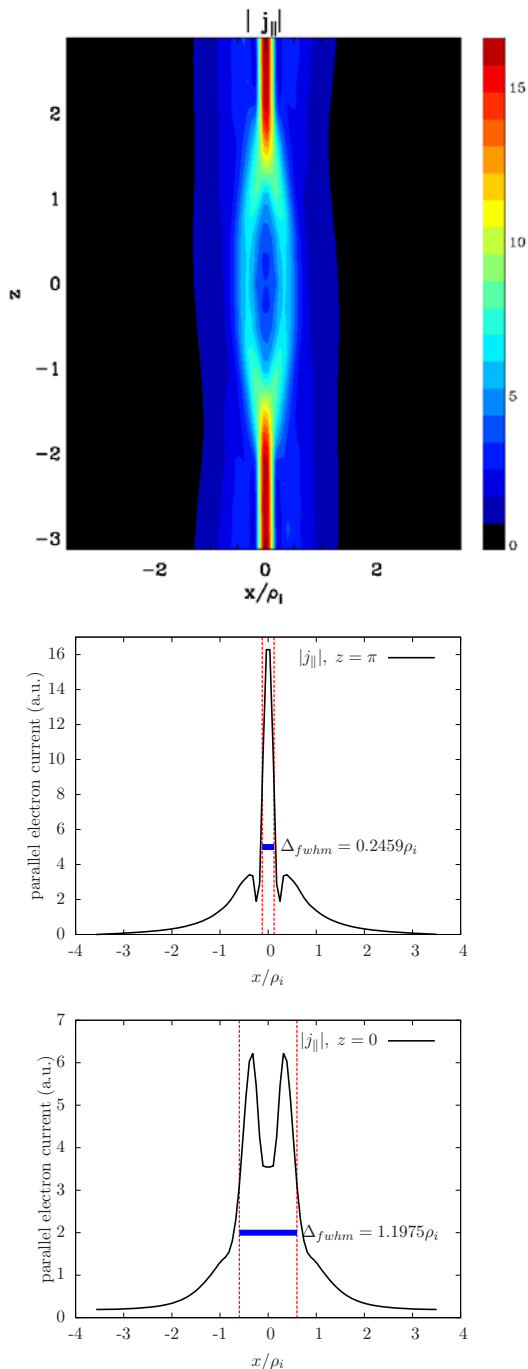 | j∥|
2
1
0
-1
-2
-3
z
-2
0
2
x/ρi
15
10
5
0
|j∥|, z = π
Δfwhm = 0.2459ρi
parallel electron current (a.u.)
16
14
12
10
8
6
4
2
0
-4 -3 -2 -1 0 1 2 3 4
x/ρi
|j∥|, z = 0
Δfwhm = 1.1975ρi
parallel electron current (a.u.)
7
6
5
4
3
2
1
0
-4 -3 -2 -1 0 1 2 3 4
x/ρi